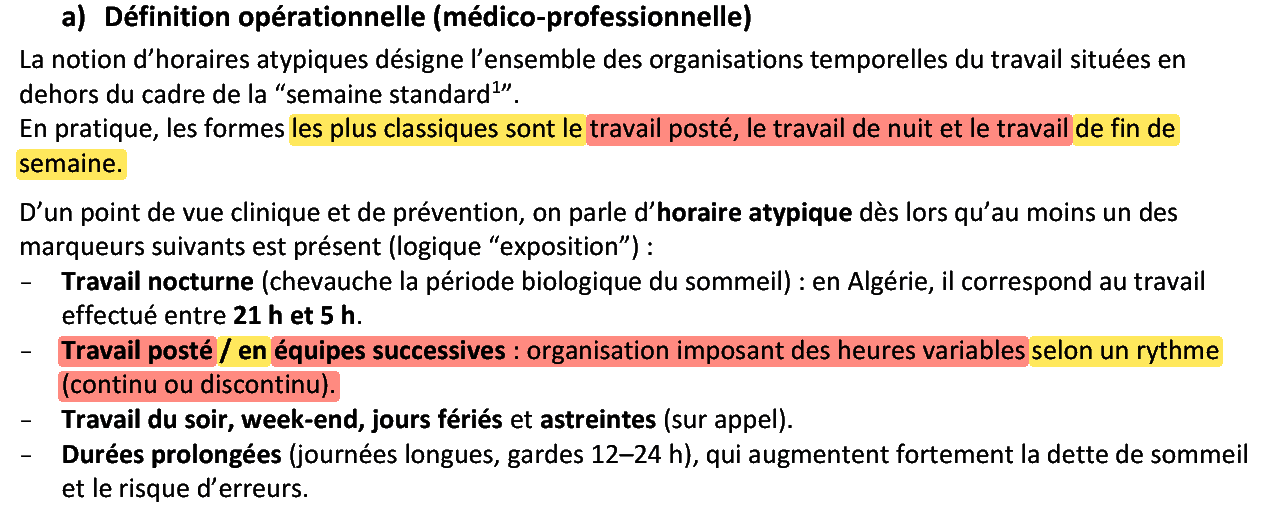 a) Définition opérationnelle (médico-professionnelle)
La notion d’horaires atypiques désigne l’ensemble des organisations temporelles du travail situées en
dehors du cadre de la “semaine standard¹”.
En pratique, les formes les plus classiques sont le travail posté, le travail de nuit et le travail de fin de
semaine.
D’un point de vue clinique et de prévention, on parle d’horaire atypique dès lors qu’au moins un des
marqueurs suivants est présent (logique “exposition”) :
– Travail nocturne (chevauche la période biologique du sommeil) : en Algérie, il correspond au travail
effectué entre 21 h et 5 h.
– Travail posté / en équipes successives : organisation imposant des heures variables selon un rythme
(continu ou discontinu).
– Travail du soir, week-end, jours fériés et astreintes (sur appel).
– Durées prolongées (journées longues, gardes 12–24 h), qui augmentent fortement la dette de sommeil
et le risque d’erreurs.